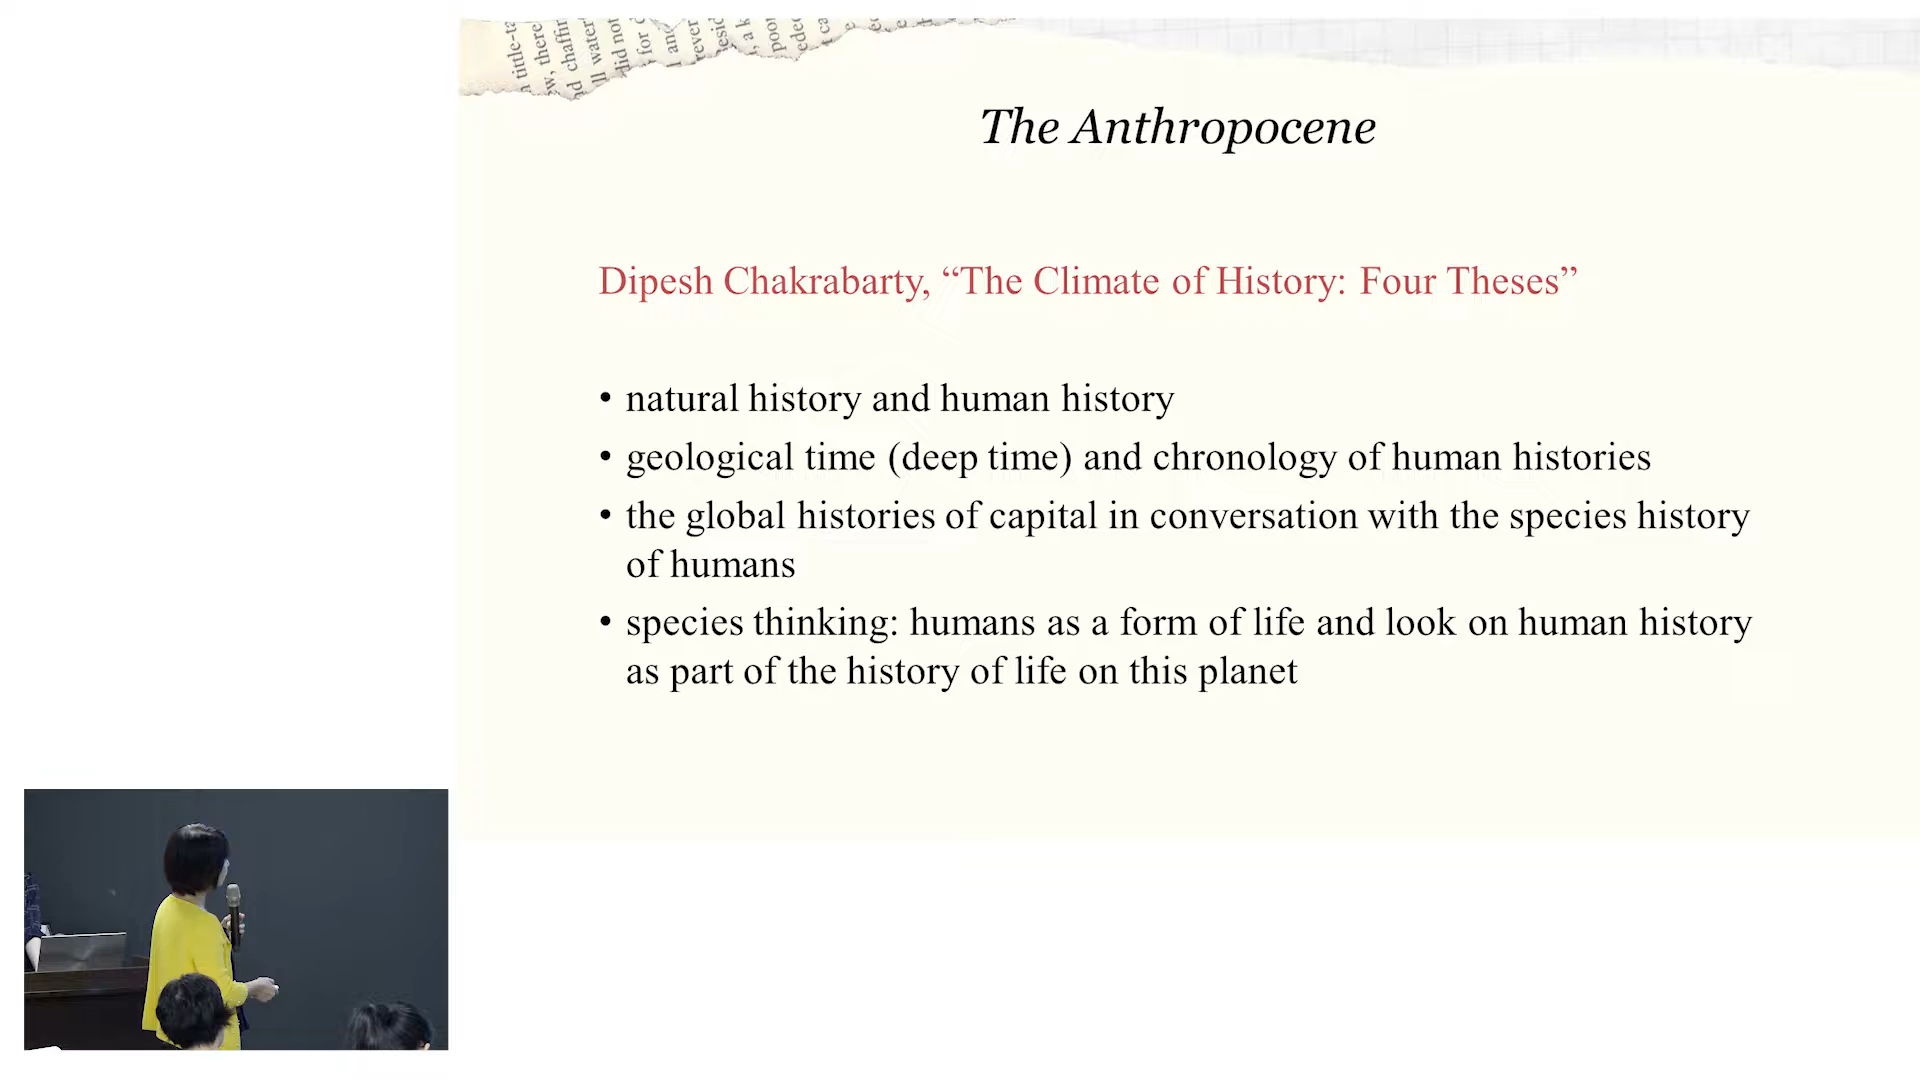 The Anthropocene
Dipesh Chakrabarty, “The Climate of History: Four Theses”
• natural history and human history
• geological time (deep time) and chronology of human histories
• the global histories of capital in conversation with the species history
of humans
• species thinking: humans as a form of life and look on human history
as part of the history of life on this planet